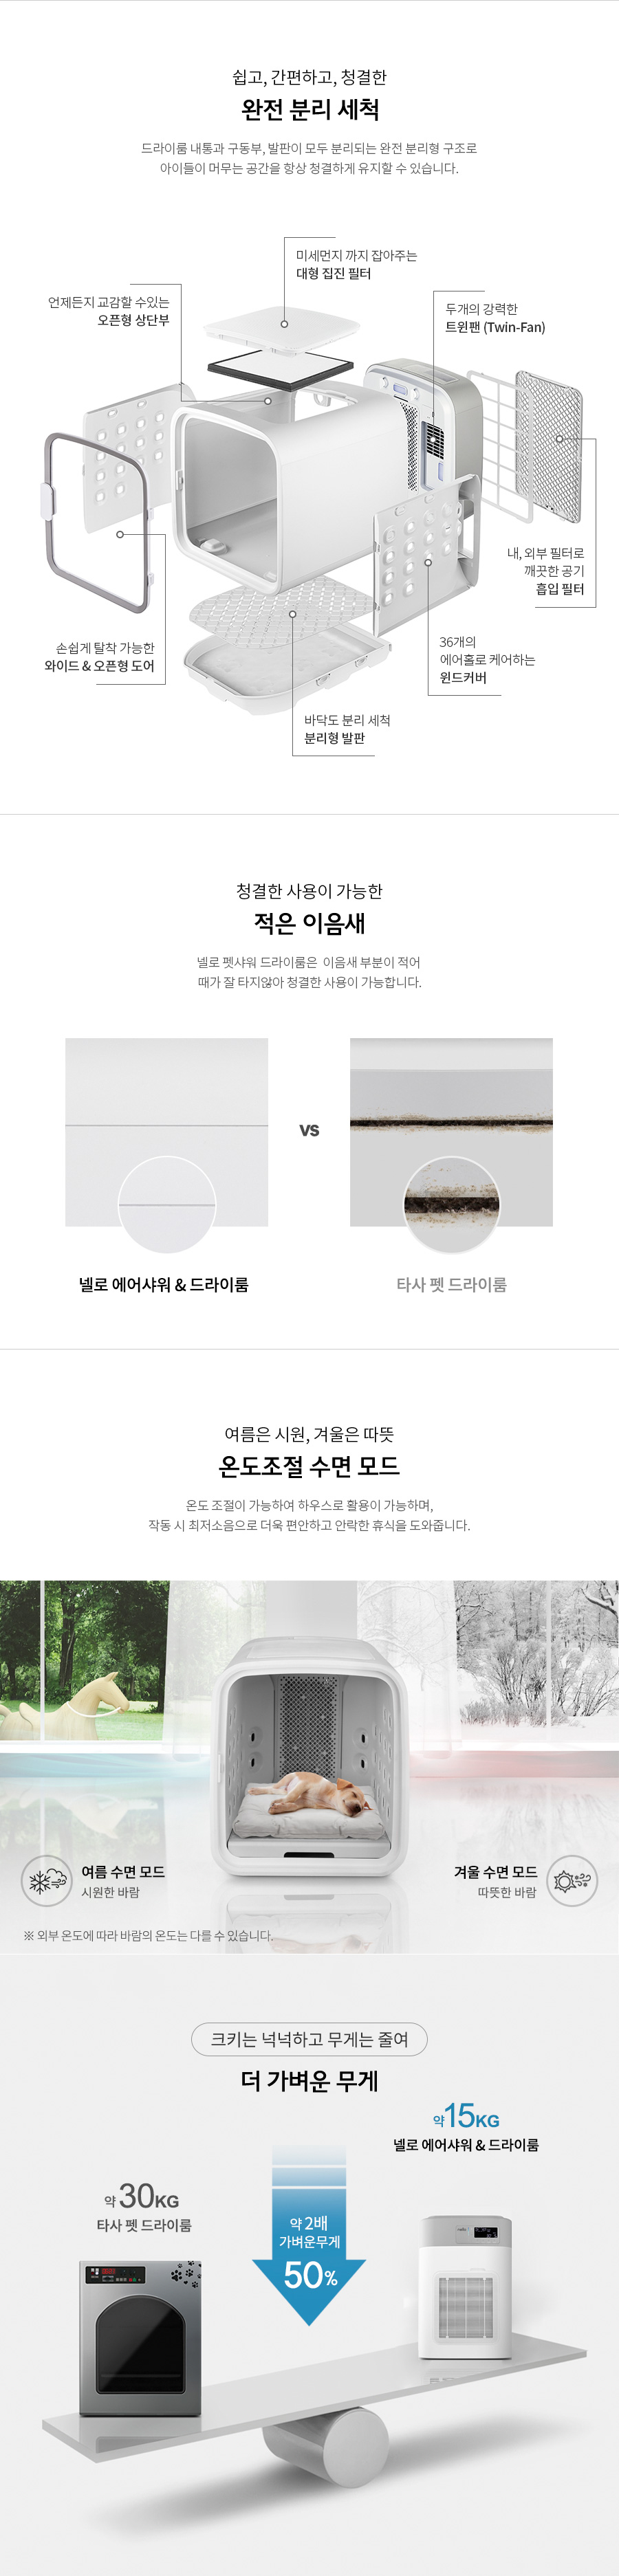 쉽고, 간편하고, 청결한
완전 분리 세척
드라이룸 내통과 구동부, 발판이 모두 분리되는 완전 분리형 구조로
아이들이 머무는 공간을 항상 청결하게 유지할 수 있습니다.
미세먼지 까지 잡아주는
대형 집진 필터
언제든지 교감할 수있는
오픈형 상단부
두개의 강력한
트윈팬 (Twin-Fan)
내, 외부 필터로
깨끗한 공기
흡입 필터
손쉽게 탈착 가능한
와이드 & 오픈형 도어
36개의
에어홀로 케어하는
윈드커버
바닥도 분리 세척
분리형 발판
청결한 사용이 가능한
적은 이음새
넬로 펫샤워 드라이룸은 이음새 부분이 적어
때가 잘 타지않아 청결한 사용이 가능합니다.
VS
넬로 에어샤워 & 드라이룸
타사 펫 드라이룸
여름은 시원, 겨울은 따뜻
온도조절 수면 모드
온도 조절이 가능하여 하우스로 활용이 가능하며,
작동 시 최저소음으로 더욱 편안하고 안락한 휴식을 도와줍니다.
여름 수면 모드
시원한 바람
겨울 수면 모드
따뜻한 바람
※ 외부 온도에 따라 바람의 온도는 다를 수 있습니다.
크키는 넉넉하고 무게는 줄여
더 가벼운 무게
약15KG
넬로 에어샤워 & 드라이룸
약 30KG
타사 펫 드라이룸
약 2배
가벼운무게
50%